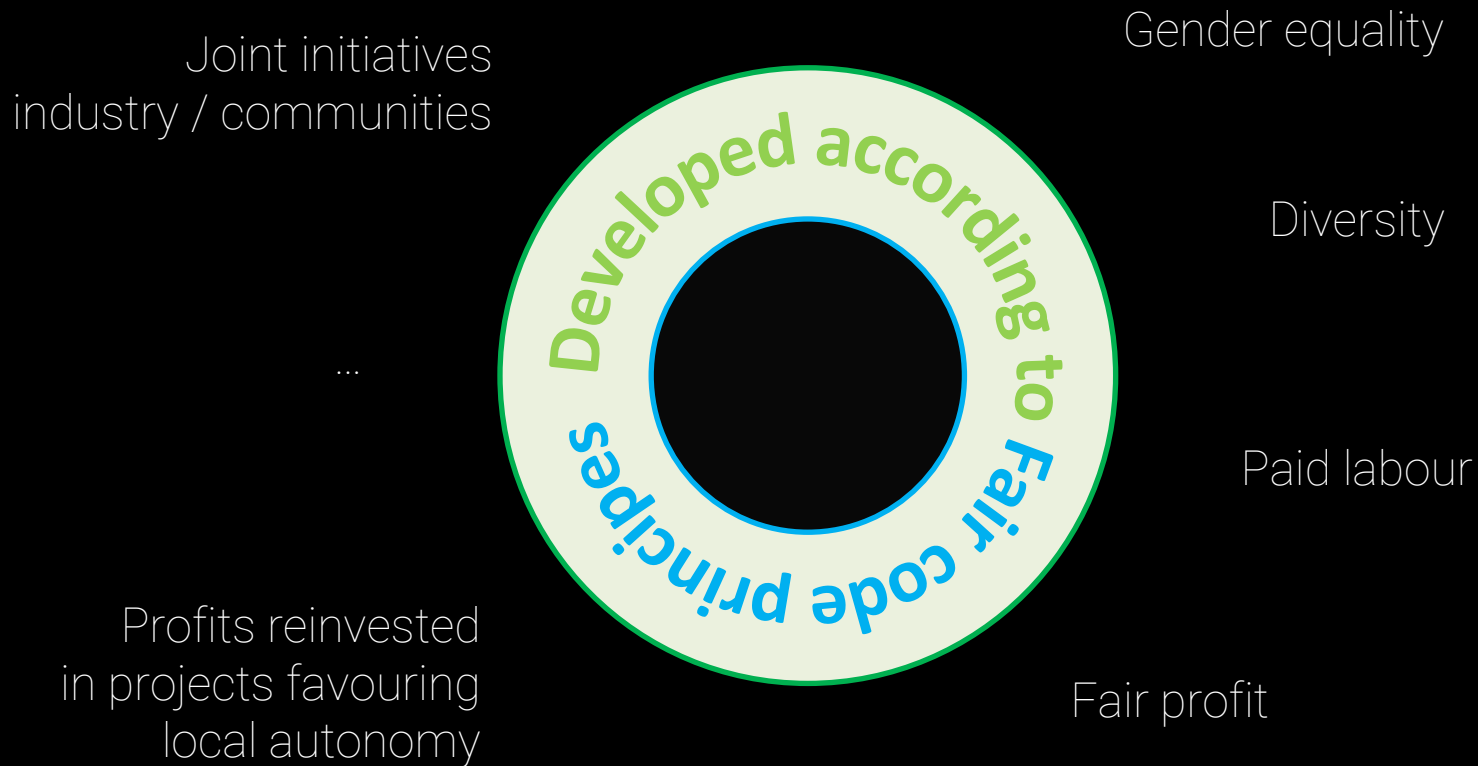 Joint initiatives
industry / communities
Gender equality
Diversity
Developed according to Fair code principes
...
Paid labour
Profits reinvested
in projects favouring
local autonomy
Fair profit